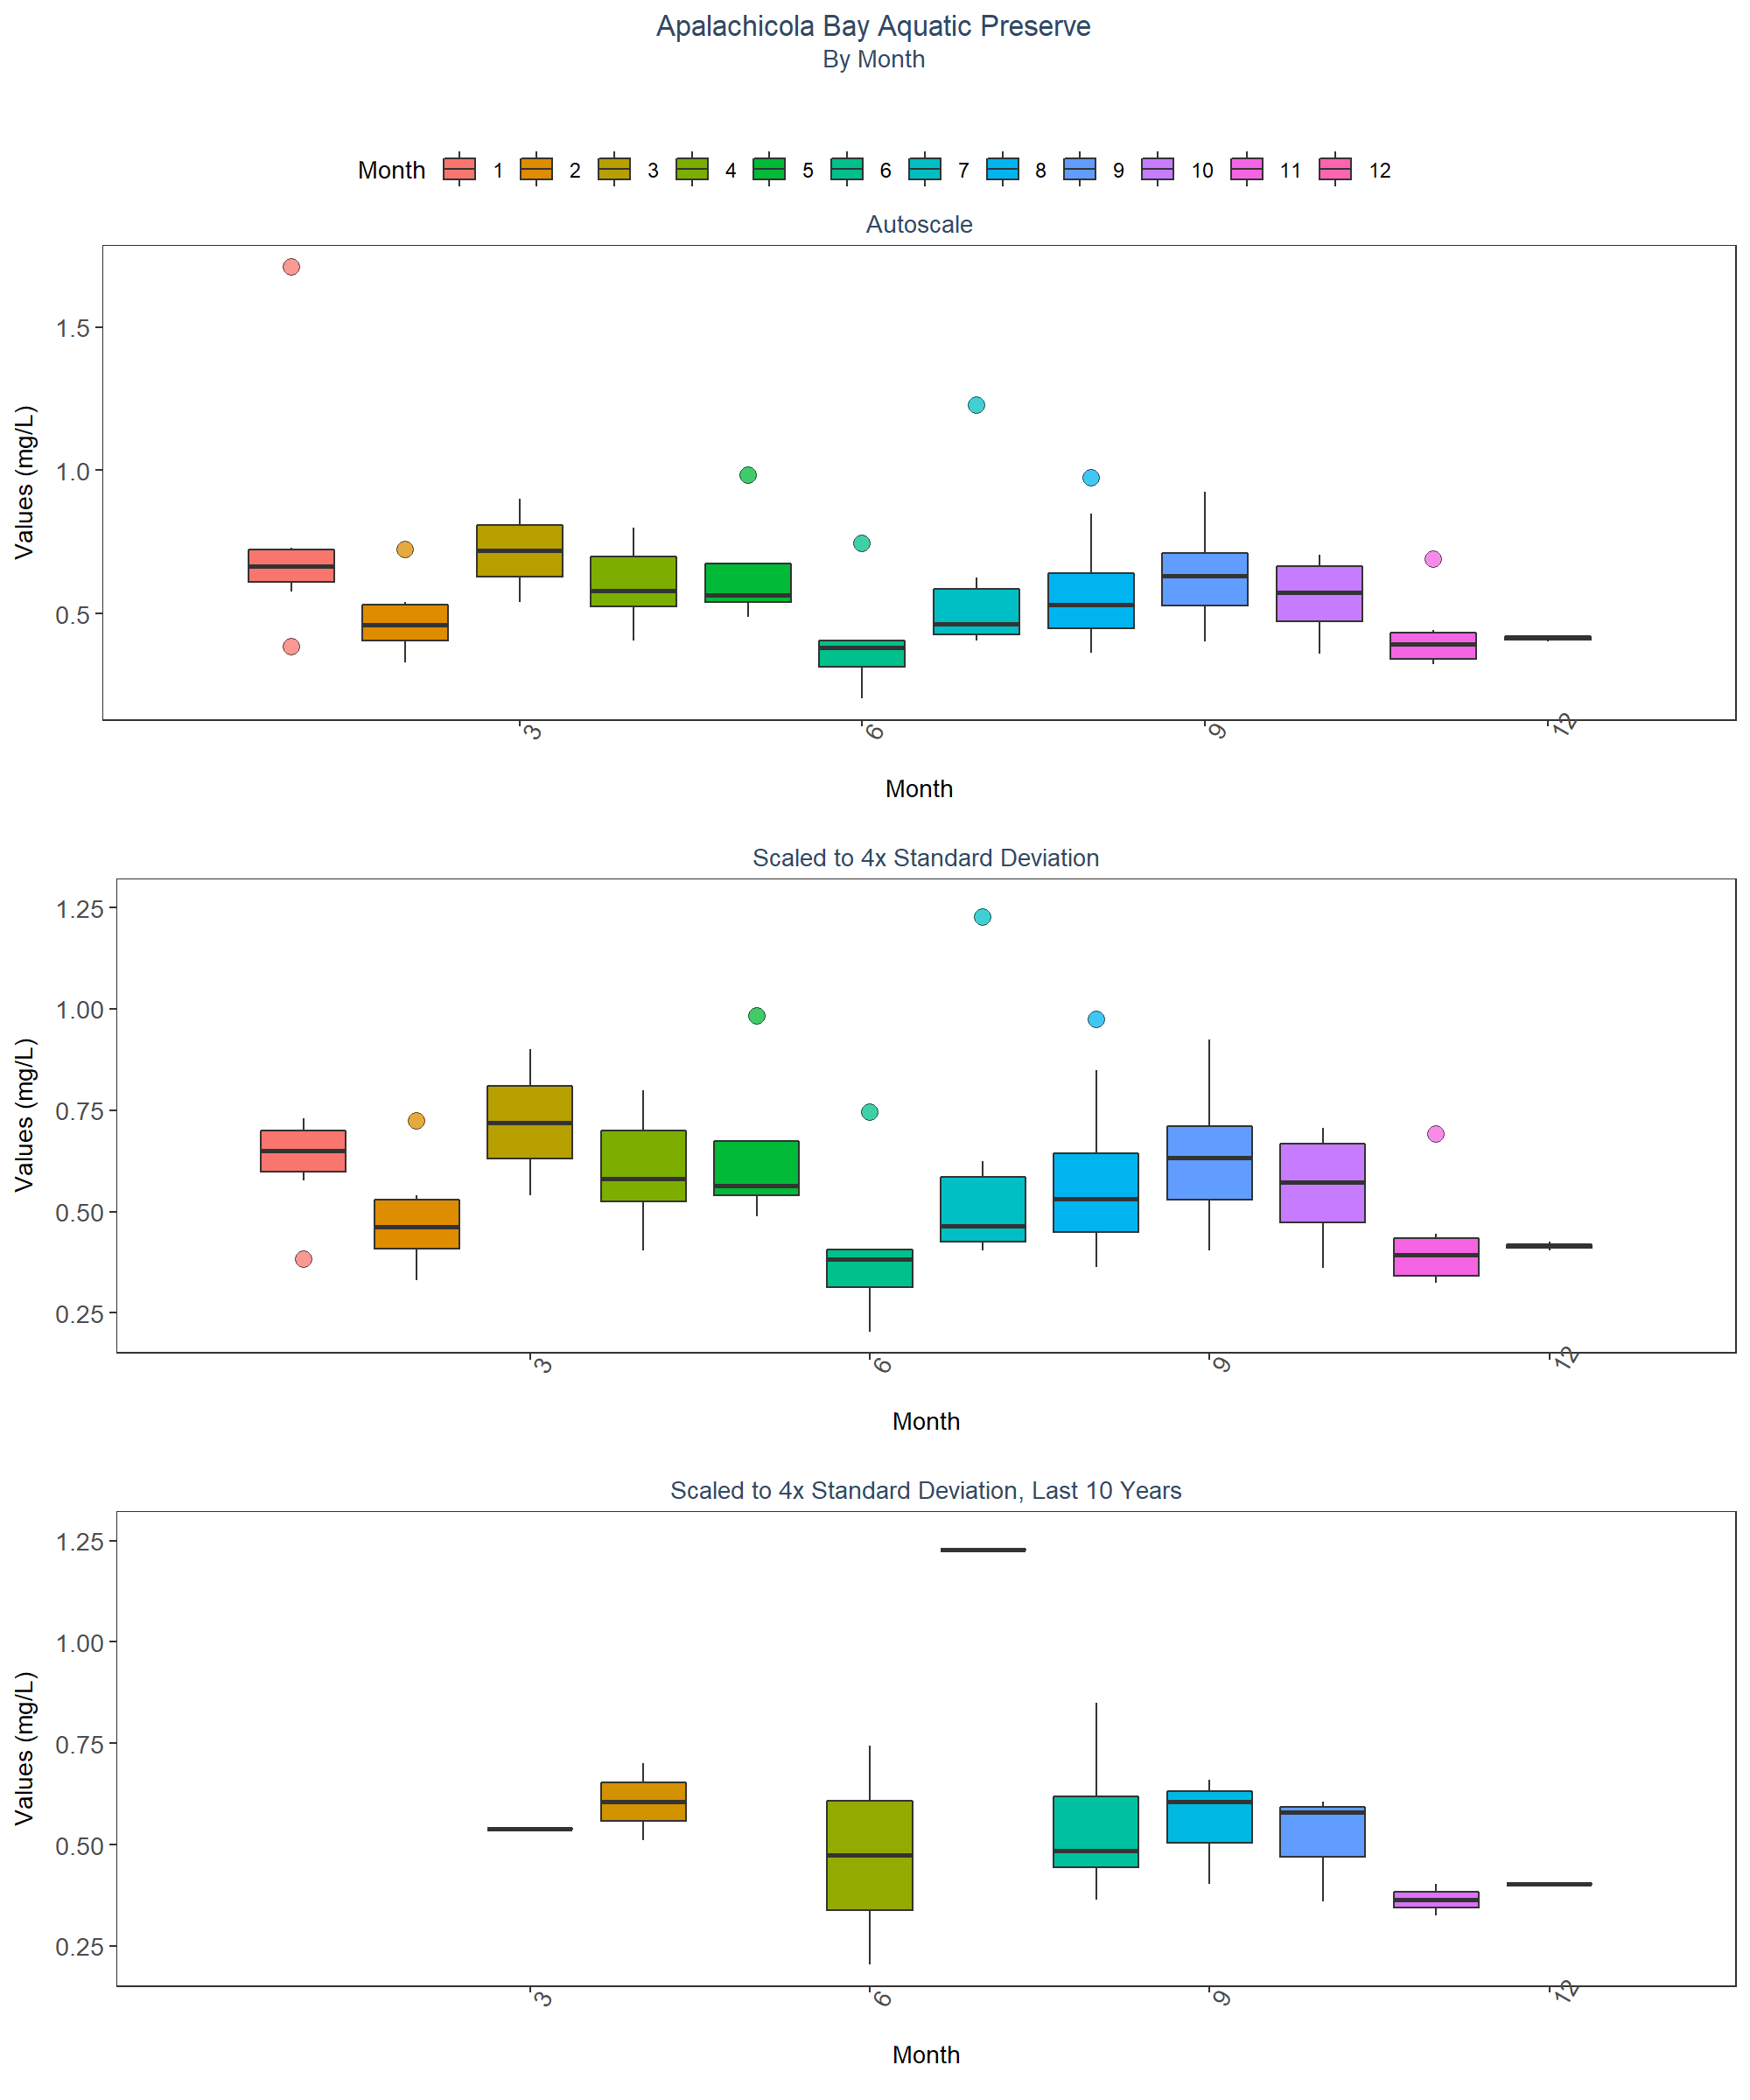 Apalachicola Bay Aquatic Preserve
By Month
Month 1 2 3 4 5 6 7 8 9 10 11 12
Autoscale
Values (mg/L)
1.5
1.0
0.5
3 6 9 12
Month
Scaled to 4x Standard Deviation
Values (mg/L)
1.25
1.00
0.75
0.50
0.25
3 6 9 12
Month
Scaled to 4x Standard Deviation, Last 10 Years
Values (mg/L)
1.25
1.00
0.75
0.50
0.25
3 6 9 12
Month